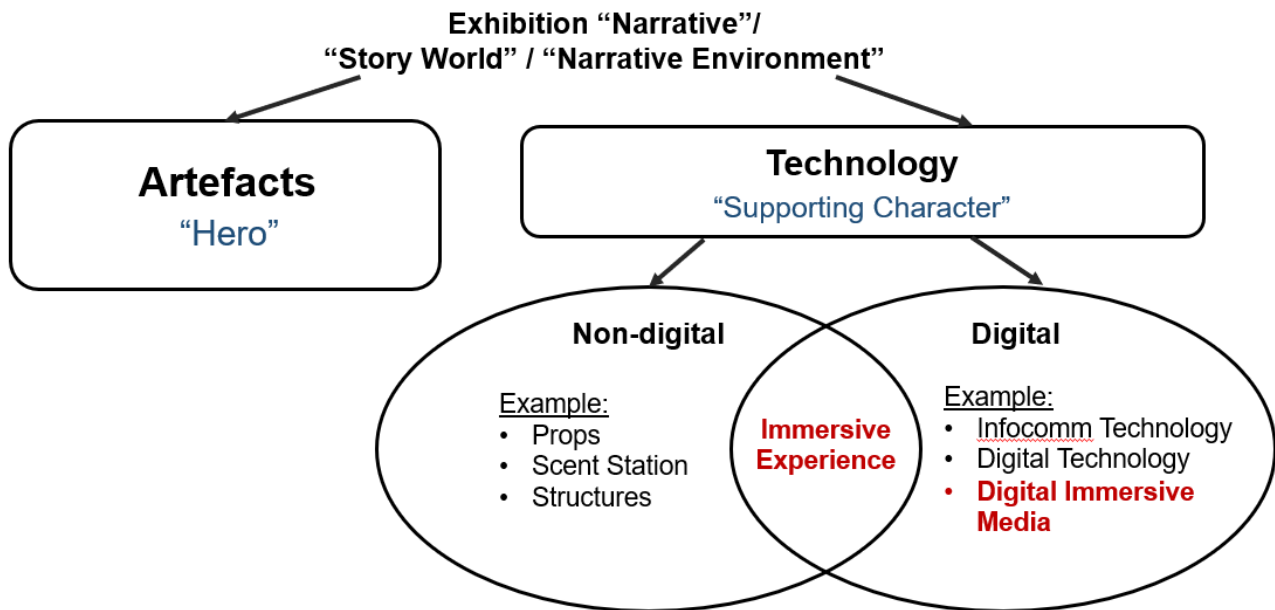 Exhibition “Narrative”/
“Story World” / “Narrative Environment”
Artefacts
“Hero”
Technology
“Supporting Character”
Non-digital
Example:
• Props
• Scent Station
• Structures
Immersive
Experience
Digital
Example:
• Infocomm Technology
• Digital Technology
• Digital Immersive
Media